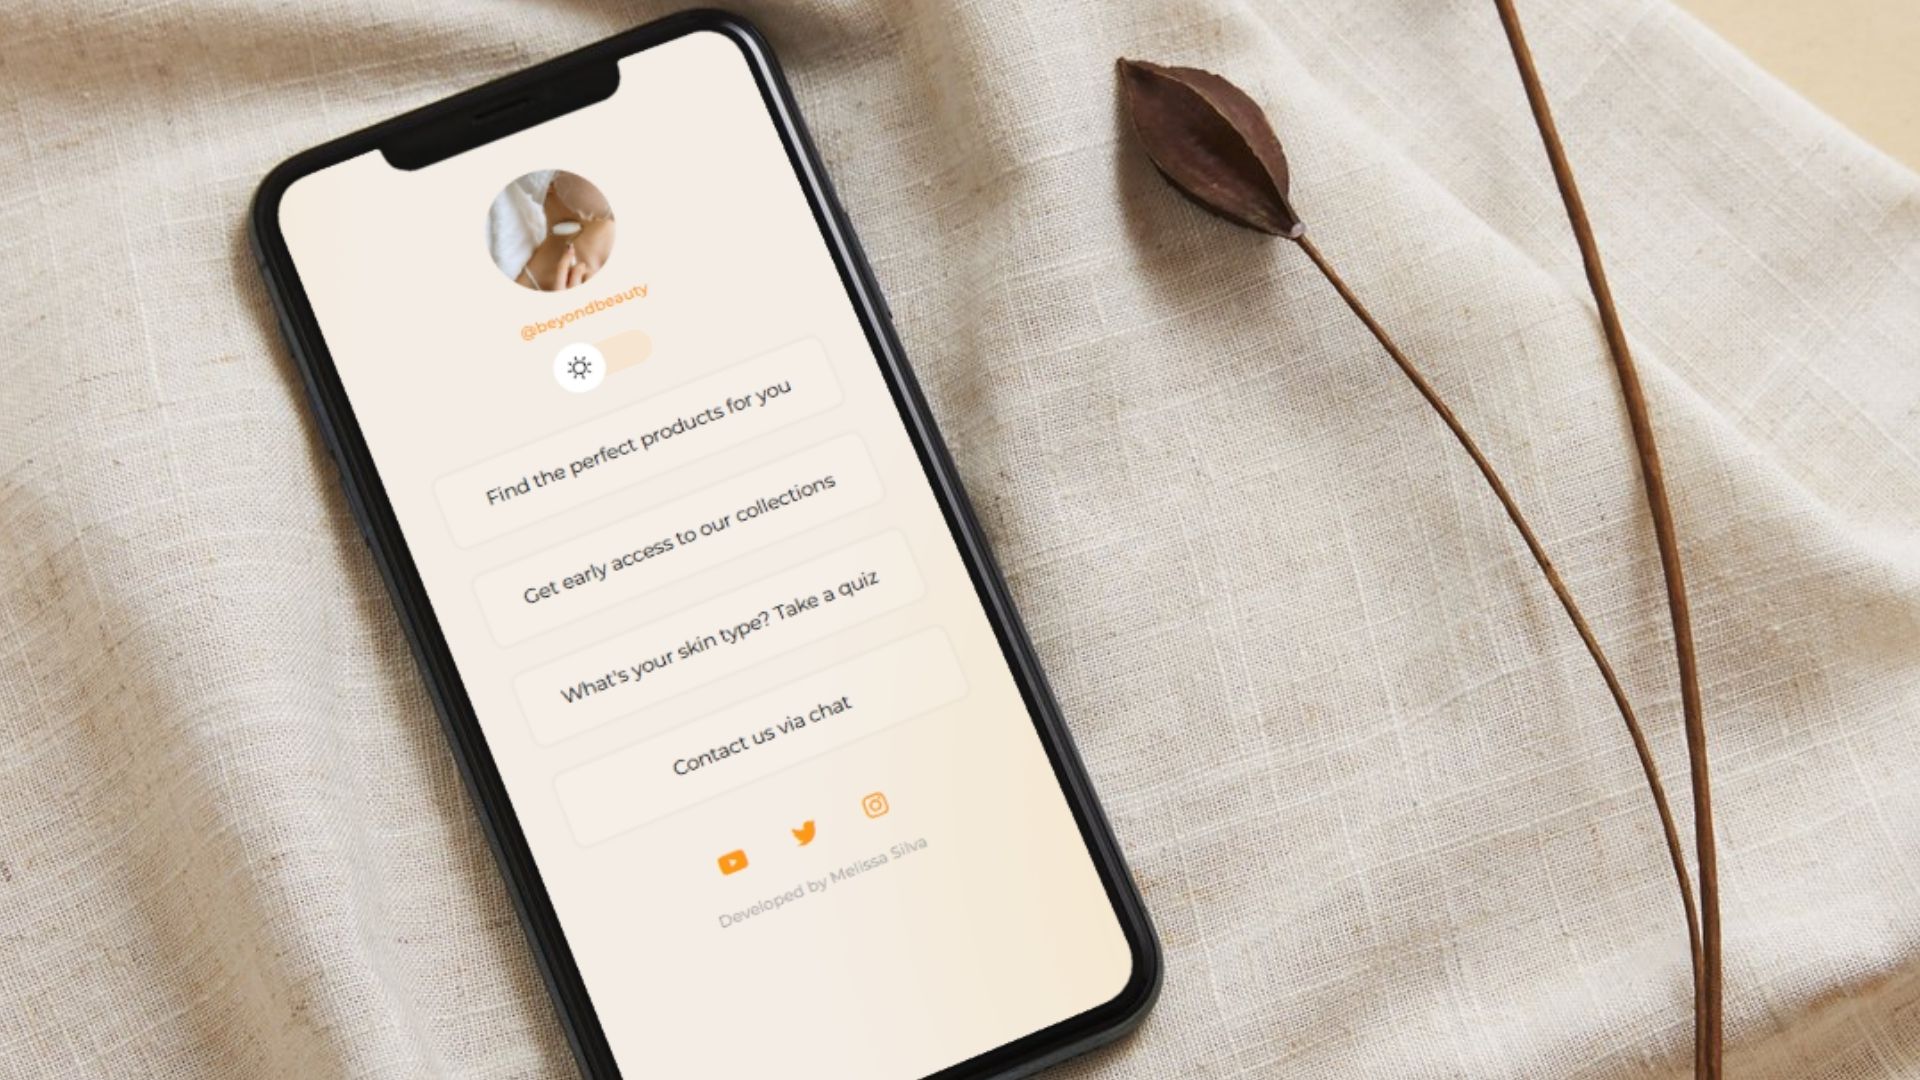 @beyondbeauty
Find the perfect products for you
Get early access to our collections
What's your skin type? Take a quiz
Contact us via chat
Developed by Melissa Silva